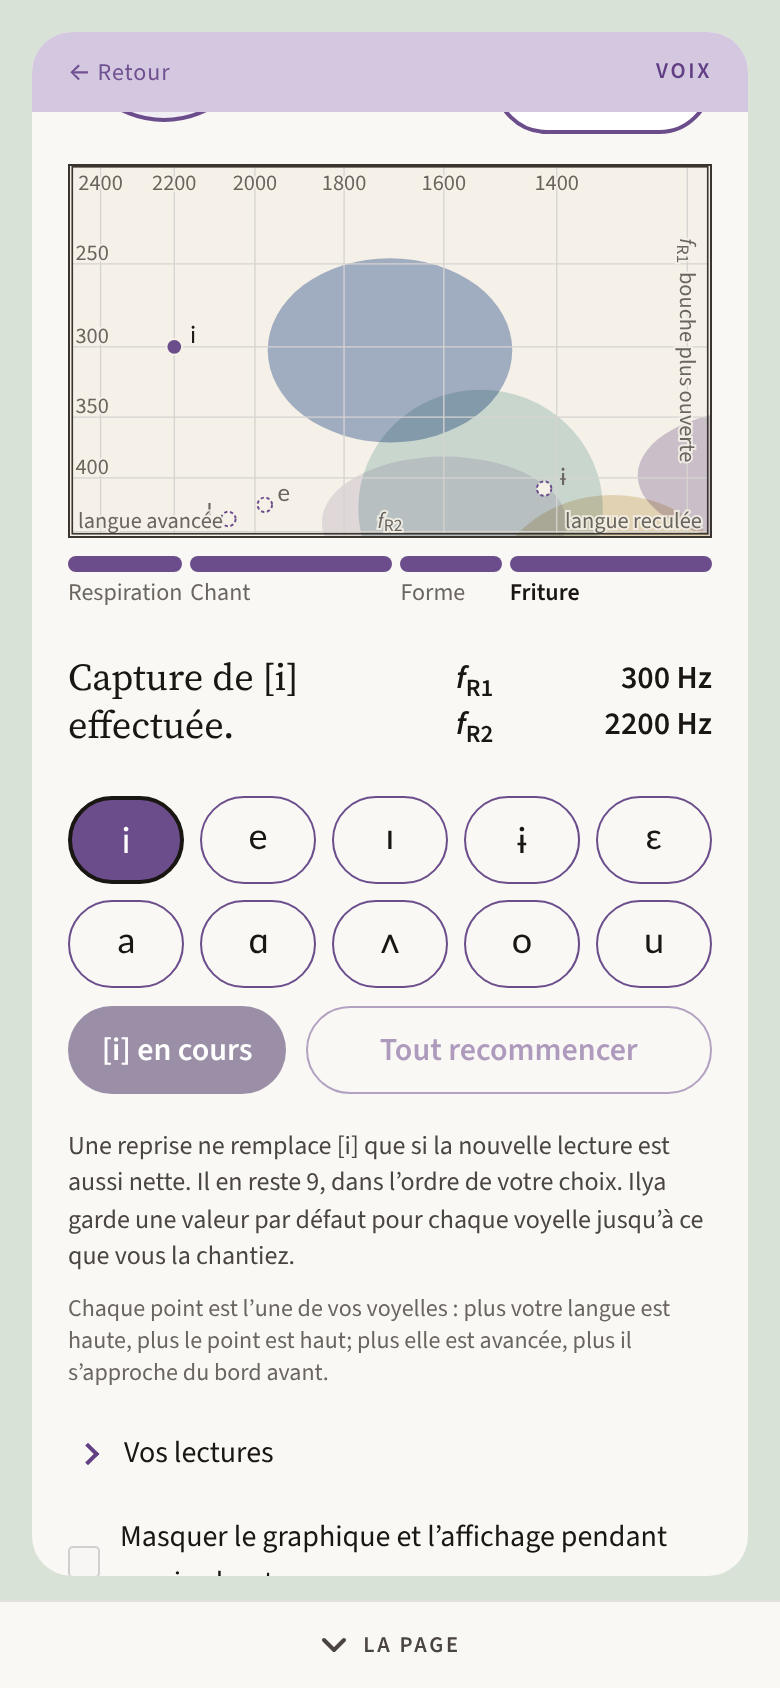 ← Retour
VOIX
2400 2200 2000 1800 1600 1400
250
300
350
400
i
e
ɨ
fR1 bouche plus ouverte
langue avancée
fR2
langue reculée
Respiration Chant Forme Friture
Capture de [i]
effectuée.
fR1 300 Hz
fR2 2200 Hz
i e ɪ ɨ ɛ
a ɑ ʌ o u
[i] en cours
Tout recommencer
Une reprise ne remplace [i] que si la nouvelle lecture est
aussi nette. Il en reste 9, dans l’ordre de votre choix. Ilya
garde une valeur par défaut pour chaque voyelle jusqu’à ce
que vous la chantiez.
Chaque point est l’une de vos voyelles : plus votre langue est
haute, plus le point est haut; plus elle est avancée, plus il
s’approche du bord avant.
Vos lectures
Masquer le graphique et l’affichage pendant
LA PAGE